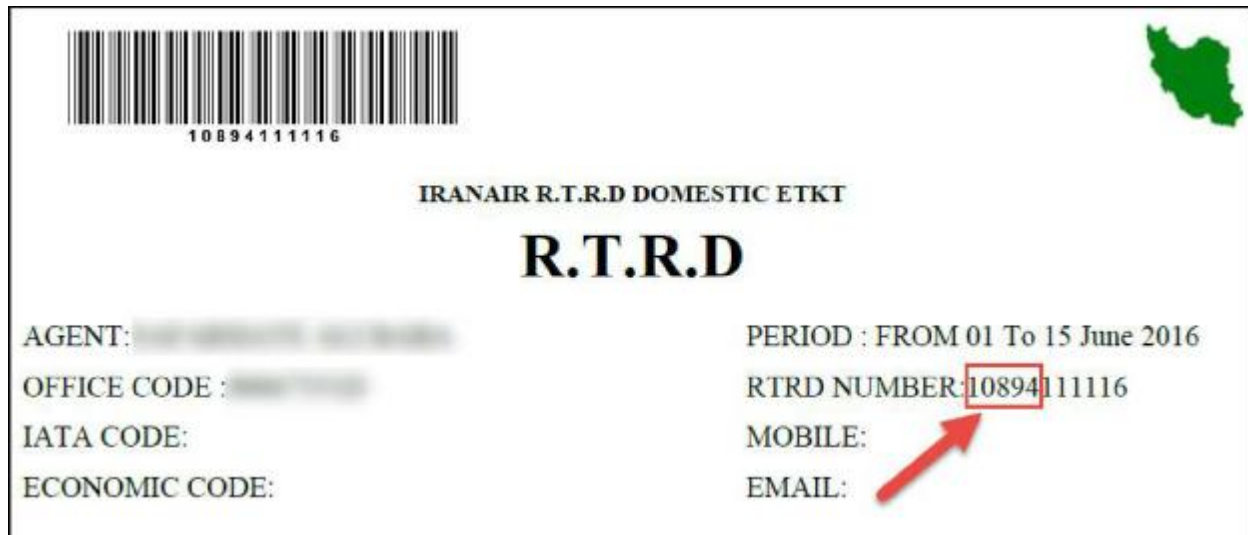 10894111116
IRANAIR R.T.R.D DOMESTIC ETKT
R.T.R.D
AGENT:
PERIOD : FROM 01 To 15 June 2016
OFFICE CODE :
RTRD NUMBER:10894111116
IATA CODE:
MOBILE:
ECONOMIC CODE:
EMAIL: